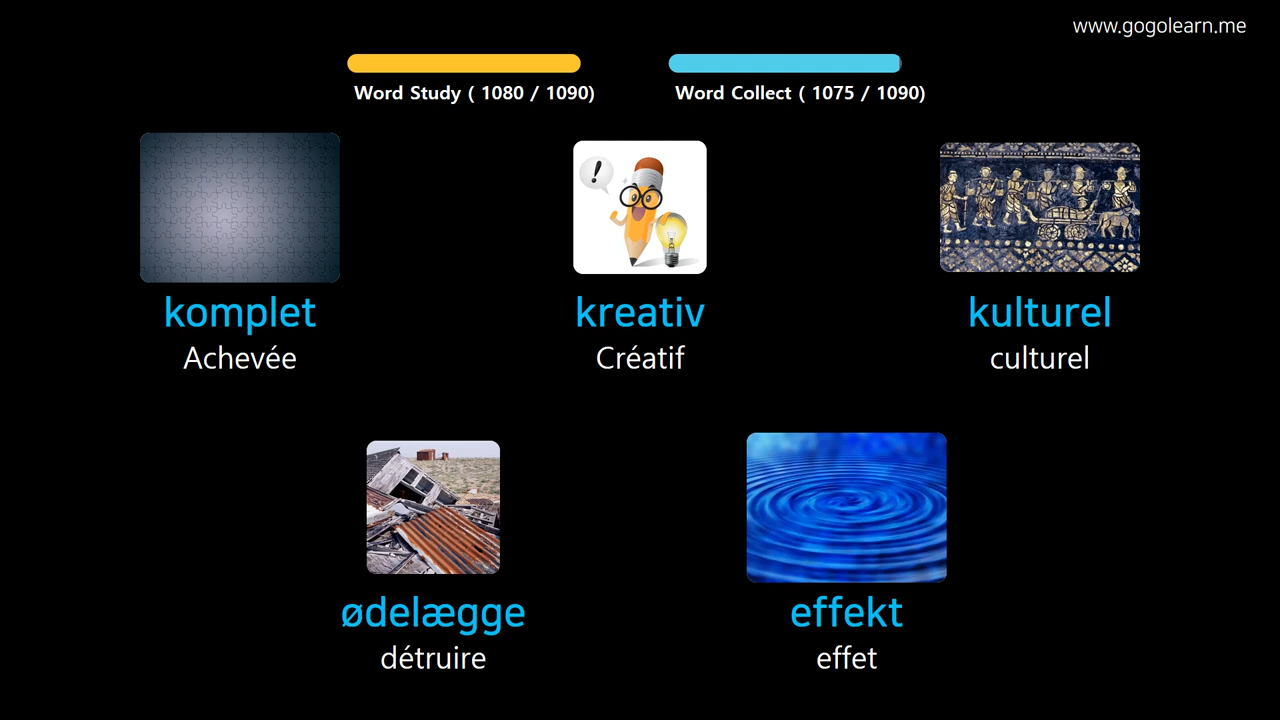 www.gogolearn.me
Word Study ( 1080 / 1090)
Word Collect ( 1075 / 1090)
komplet
Achevée
!
kreativ
Créatif
kulturel
culturel
ødelægge
détruire
effekt
effet